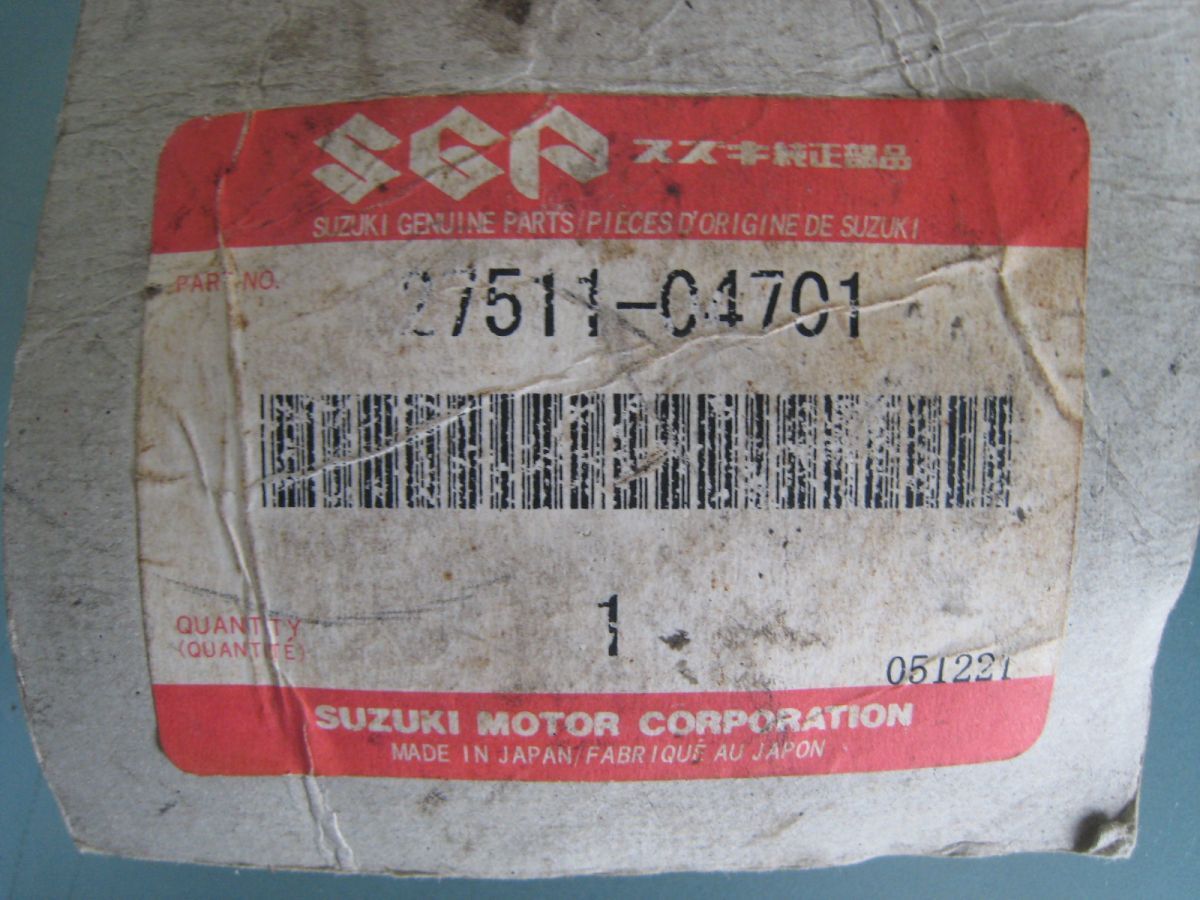 SGP スズキ純正部品
SUZUKI GENUINE PARTS/PIECES D'ORIGINE DE SUZUKI
PART NO. 27511-04701
QUANTITY 1
(QUANTITÉ)
051221
SUZUKI MOTOR CORPORATION
MADE IN JAPAN/FABRIQUÉ AU JAPON